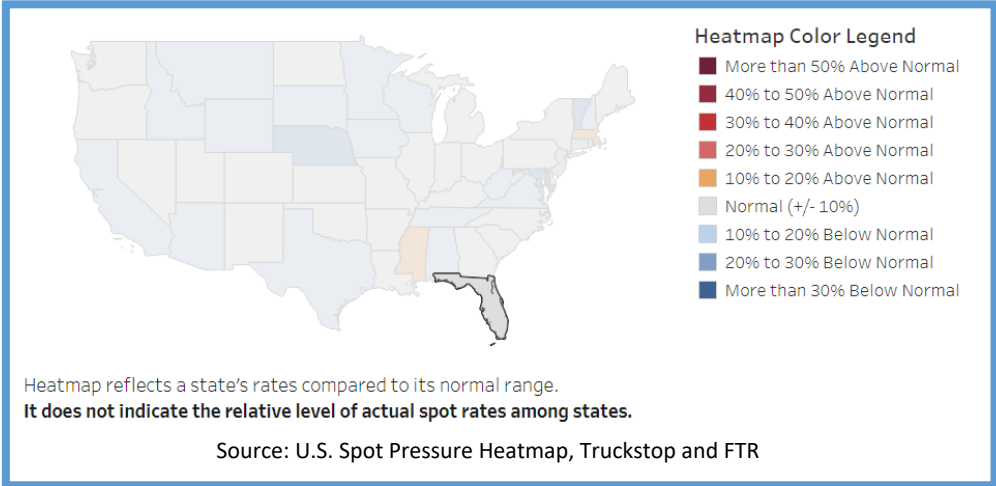 Heatmap Color Legend
More than 50% Above Normal
40% to 50% Above Normal
30% to 40% Above Normal
20% to 30% Above Normal
10% to 20% Above Normal
Normal (+/- 10%)
10% to 20% Below Normal
20% to 30% Below Normal
More than 30% Below Normal
Heatmap reflects a state's rates compared to its normal range.
It does not indicate the relative level of actual spot rates among states.
Source: U.S. Spot Pressure Heatmap, Truckstop and FTR